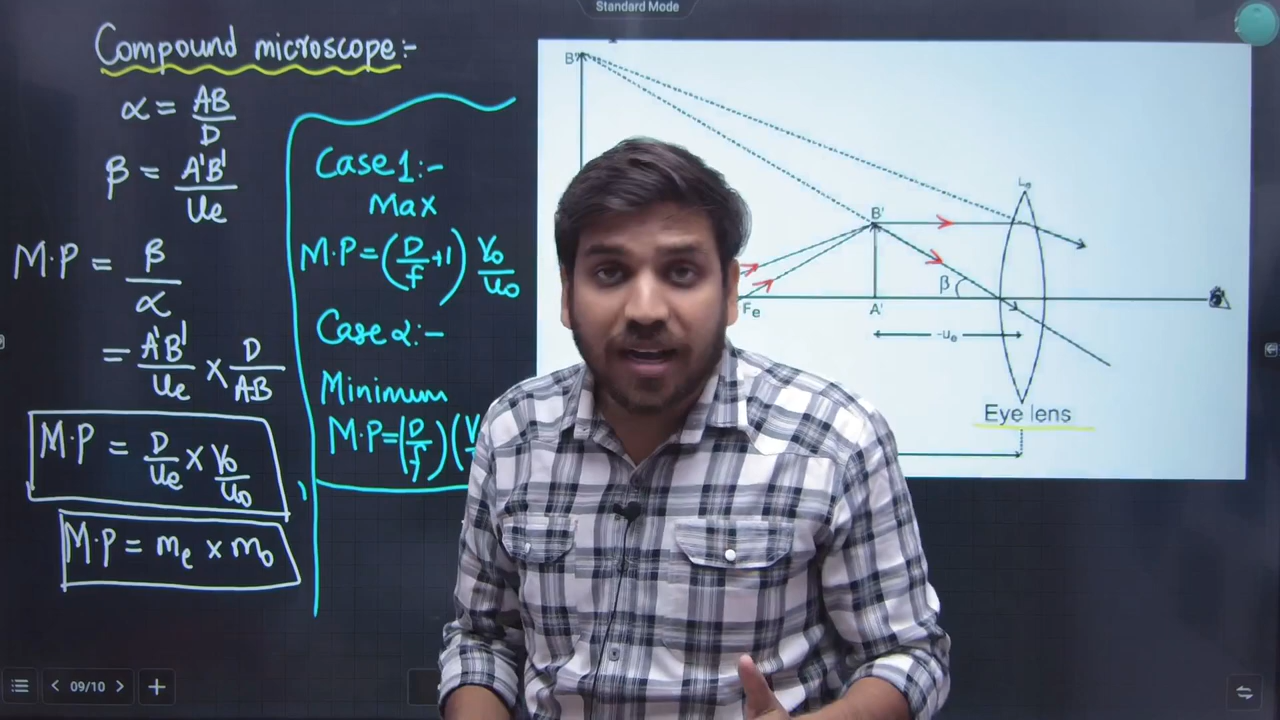 Standard Mode
Compound microscope:-
α = AB/D
β = A'B'/Ue
M.P = β/α
= A'B'/Ue × D/AB
M.P = D/Ue × Vo/Uo
M.P = me × mo
Case 1:-
Max
M.P = (D/f +1) Vo/Uo
Case 2:-
Minimum
M.P = (D/f)(V
B''
B'
Le
β
Fe
A'
-ue
Eye lens
09/10